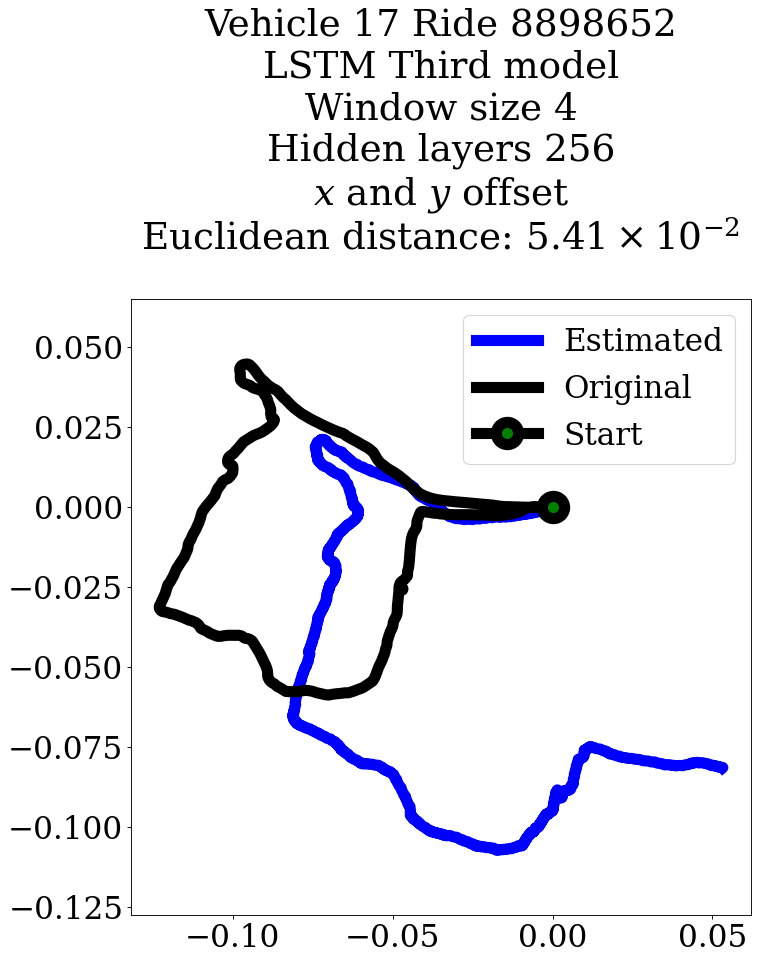 Vehicle 17 Ride 8898652
LSTM Third model
Window size 4
Hidden layers 256
x and y offset
Euclidean distance: 5.41 × 10⁻²
Estimated
Original
Start
0.050
0.025
0.000
−0.025
−0.050
−0.075
−0.100
−0.125
−0.10 −0.05 0.00 0.05